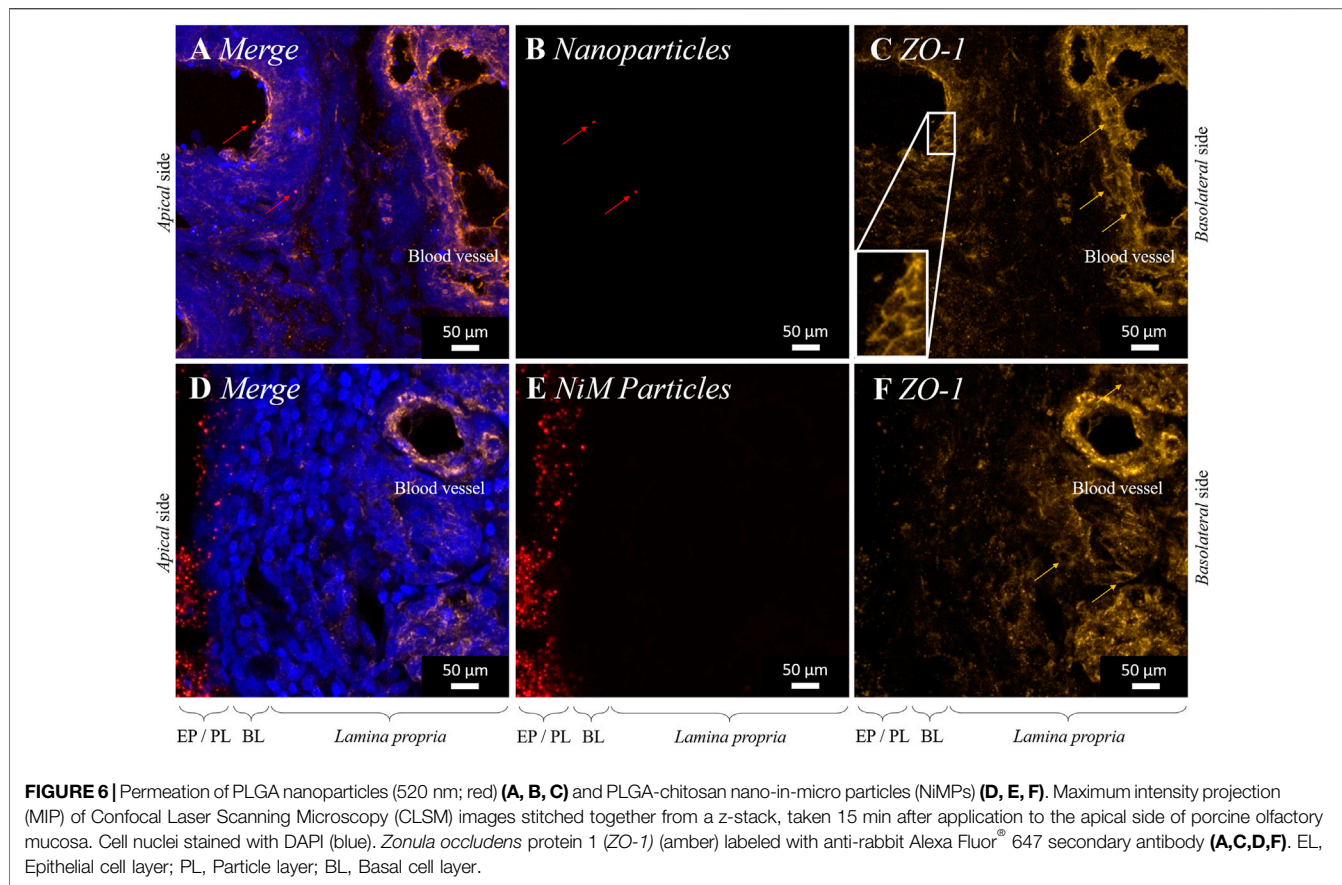 A Merge
B Nanoparticles
C ZO-1
Apical side
Blood vessel
Blood vessel
Basolateral side
50 µm
50 µm
50 µm
D Merge
E NiM Particles
F ZO-1
Apical side
Blood vessel
Blood vessel
Basolateral side
50 µm
50 µm
50 µm
EP / PL BL Lamina propria
EP / PL BL Lamina propria
EP / PL BL Lamina propria
FIGURE 6 | Permeation of PLGA nanoparticles (520 nm; red) (A, B, C) and PLGA-chitosan nano-in-micro particles (NiMPs) (D, E, F). Maximum intensity projection
(MIP) of Confocal Laser Scanning Microscopy (CLSM) images stitched together from a z-stack, taken 15 min after application to the apical side of porcine olfactory
mucosa. Cell nuclei stained with DAPI (blue). Zonula occludens protein 1 (ZO-1) (amber) labeled with anti-rabbit Alexa Fluor® 647 secondary antibody (A,C,D,F). EL,
Epithelial cell layer; PL, Particle layer; BL, Basal cell layer.